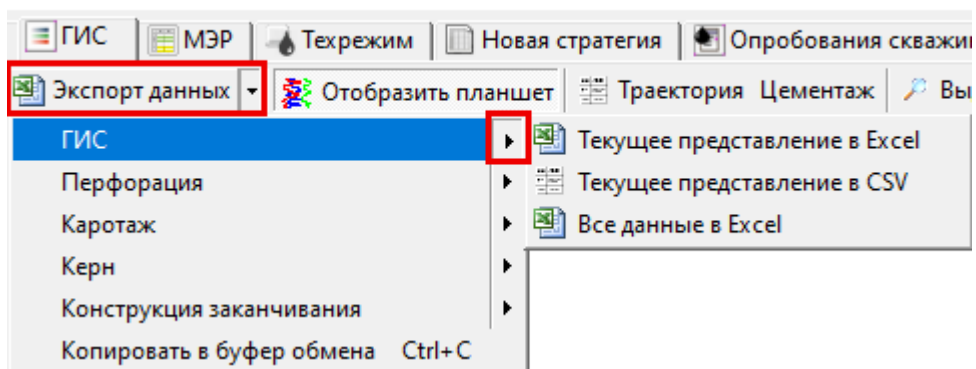 ГИС МЭР Техрежим Новая стратегия Опробования
Экспорт данных Отобразить планшет Траектория Цементаж
ГИС Текущее представление в Excel
Перфорация Текущее представление в CSV
Каротаж Все данные в Excel
Керн
Конструкция заканчивания
Копировать в буфер обмена Ctrl+C